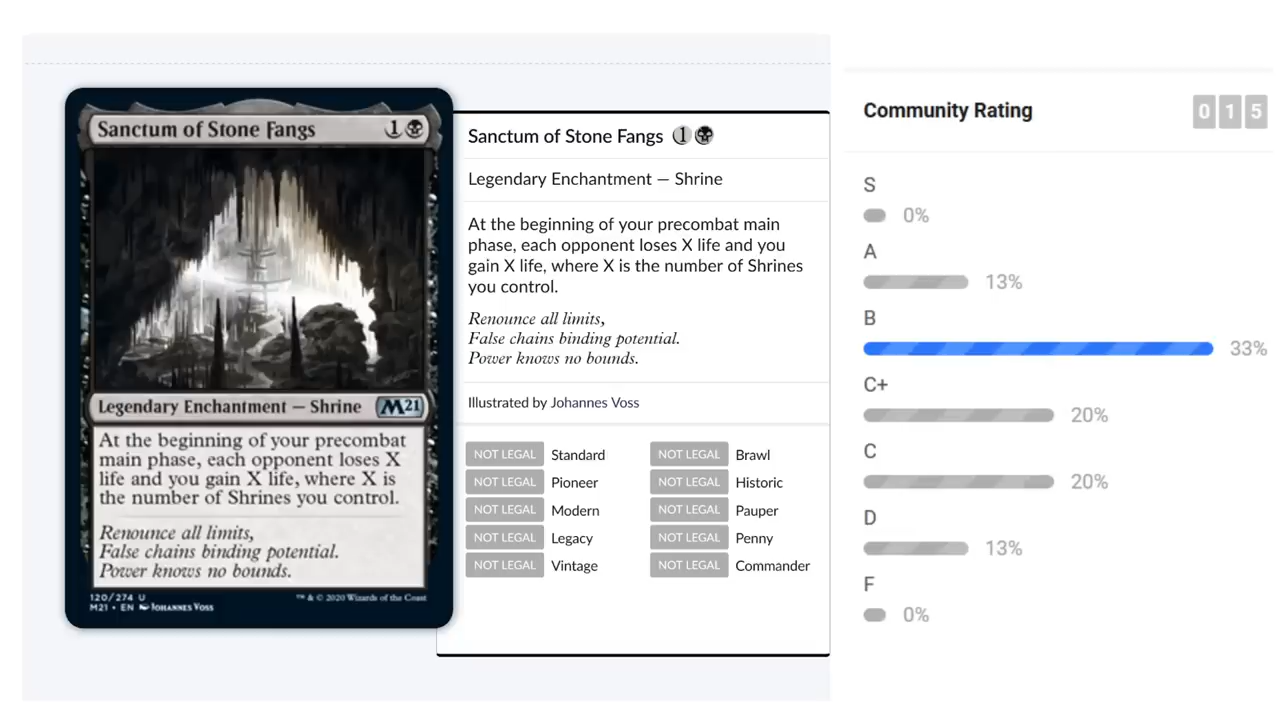 Sanctum of Stone Fangs 1
Legendary Enchantment — Shrine M21
At the beginning of your precombat
main phase, each opponent loses X
life and you gain X life, where X is
the number of Shrines you control.
Renounce all limits,
False chains binding potential.
Power knows no bounds.
120/274 U
M21 • EN Johannes Voss
™ & © 2020 Wizards of the Coast
Sanctum of Stone Fangs 1
Legendary Enchantment — Shrine
At the beginning of your precombat main
phase, each opponent loses X life and you
gain X life, where X is the number of Shrines
you control.
Renounce all limits,
False chains binding potential.
Power knows no bounds.
Illustrated by Johannes Voss
NOT LEGAL Standard NOT LEGAL Brawl
NOT LEGAL Pioneer NOT LEGAL Historic
NOT LEGAL Modern NOT LEGAL Pauper
NOT LEGAL Legacy NOT LEGAL Penny
NOT LEGAL Vintage NOT LEGAL Commander
Community Rating 0 1 5
S
0%
A
13%
B
33%
C+
20%
C
20%
D
13%
F
0%